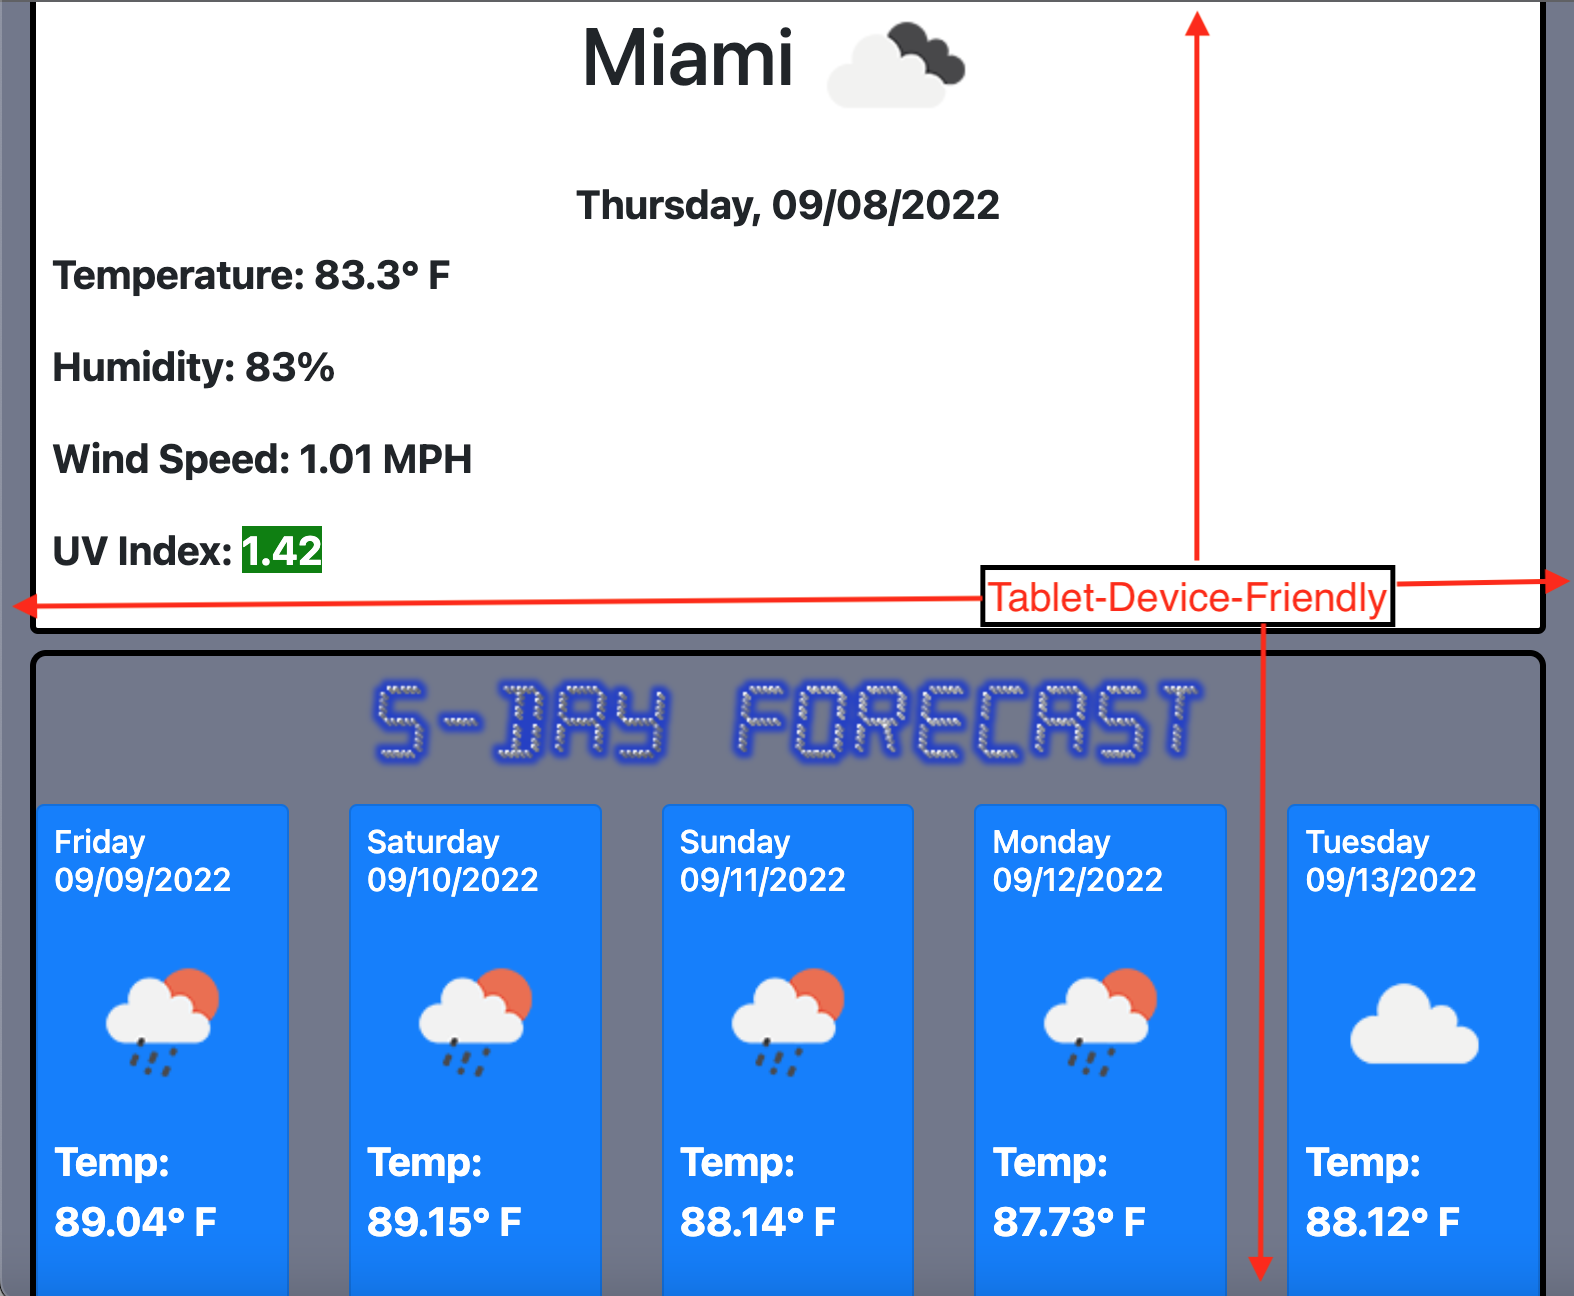 Miami
Thursday, 09/08/2022
Temperature: 83.3° F
Humidity: 83%
Wind Speed: 1.01 MPH
UV Index: 1.42
Tablet-Device-Friendly
5-DAY FORECAST
Friday
09/09/2022
Temp:
89.04° F
Saturday
09/10/2022
Temp:
89.15° F
Sunday
09/11/2022
Temp:
88.14° F
Monday
09/12/2022
Temp:
87.73° F
Tuesday
09/13/2022
Temp:
88.12° F